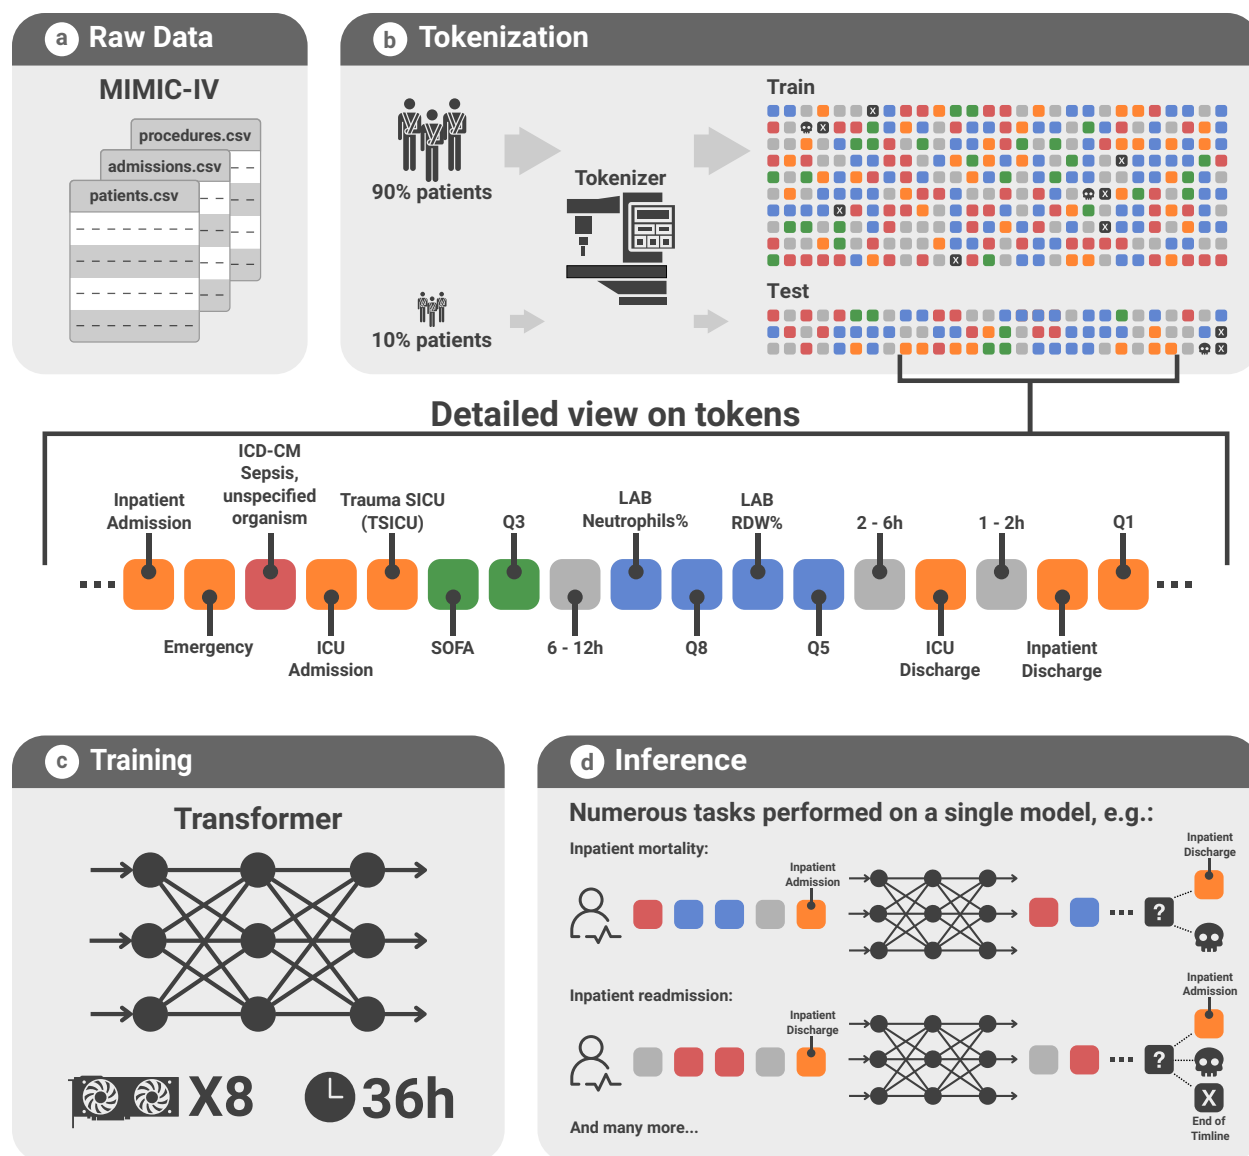 a Raw Data
MIMIC-IV
procedures.csv
admissions.csv
patients.csv
b Tokenization
90% patients
10% patients
Tokenizer
Train
X
X
X
X
X
X
X
Test
X
X
Detailed view on tokens
Inpatient
Admission
Emergency
ICD-CM
Sepsis,
unspecified
organism
ICU
Admission
Trauma SICU
(TSICU)
SOFA
Q3
6 - 12h
LAB
Neutrophils%
Q8
LAB
RDW%
Q5
2 - 6h
ICU
Discharge
1 - 2h
Inpatient
Discharge
Q1
c Training
Transformer
X8
36h
d Inference
Numerous tasks performed on a single model, e.g.:
Inpatient mortality:
Inpatient
Admission
?
Inpatient
Discharge
Inpatient readmission:
Inpatient
Discharge
?
Inpatient
Admission
X
End of
Timline
And many more...